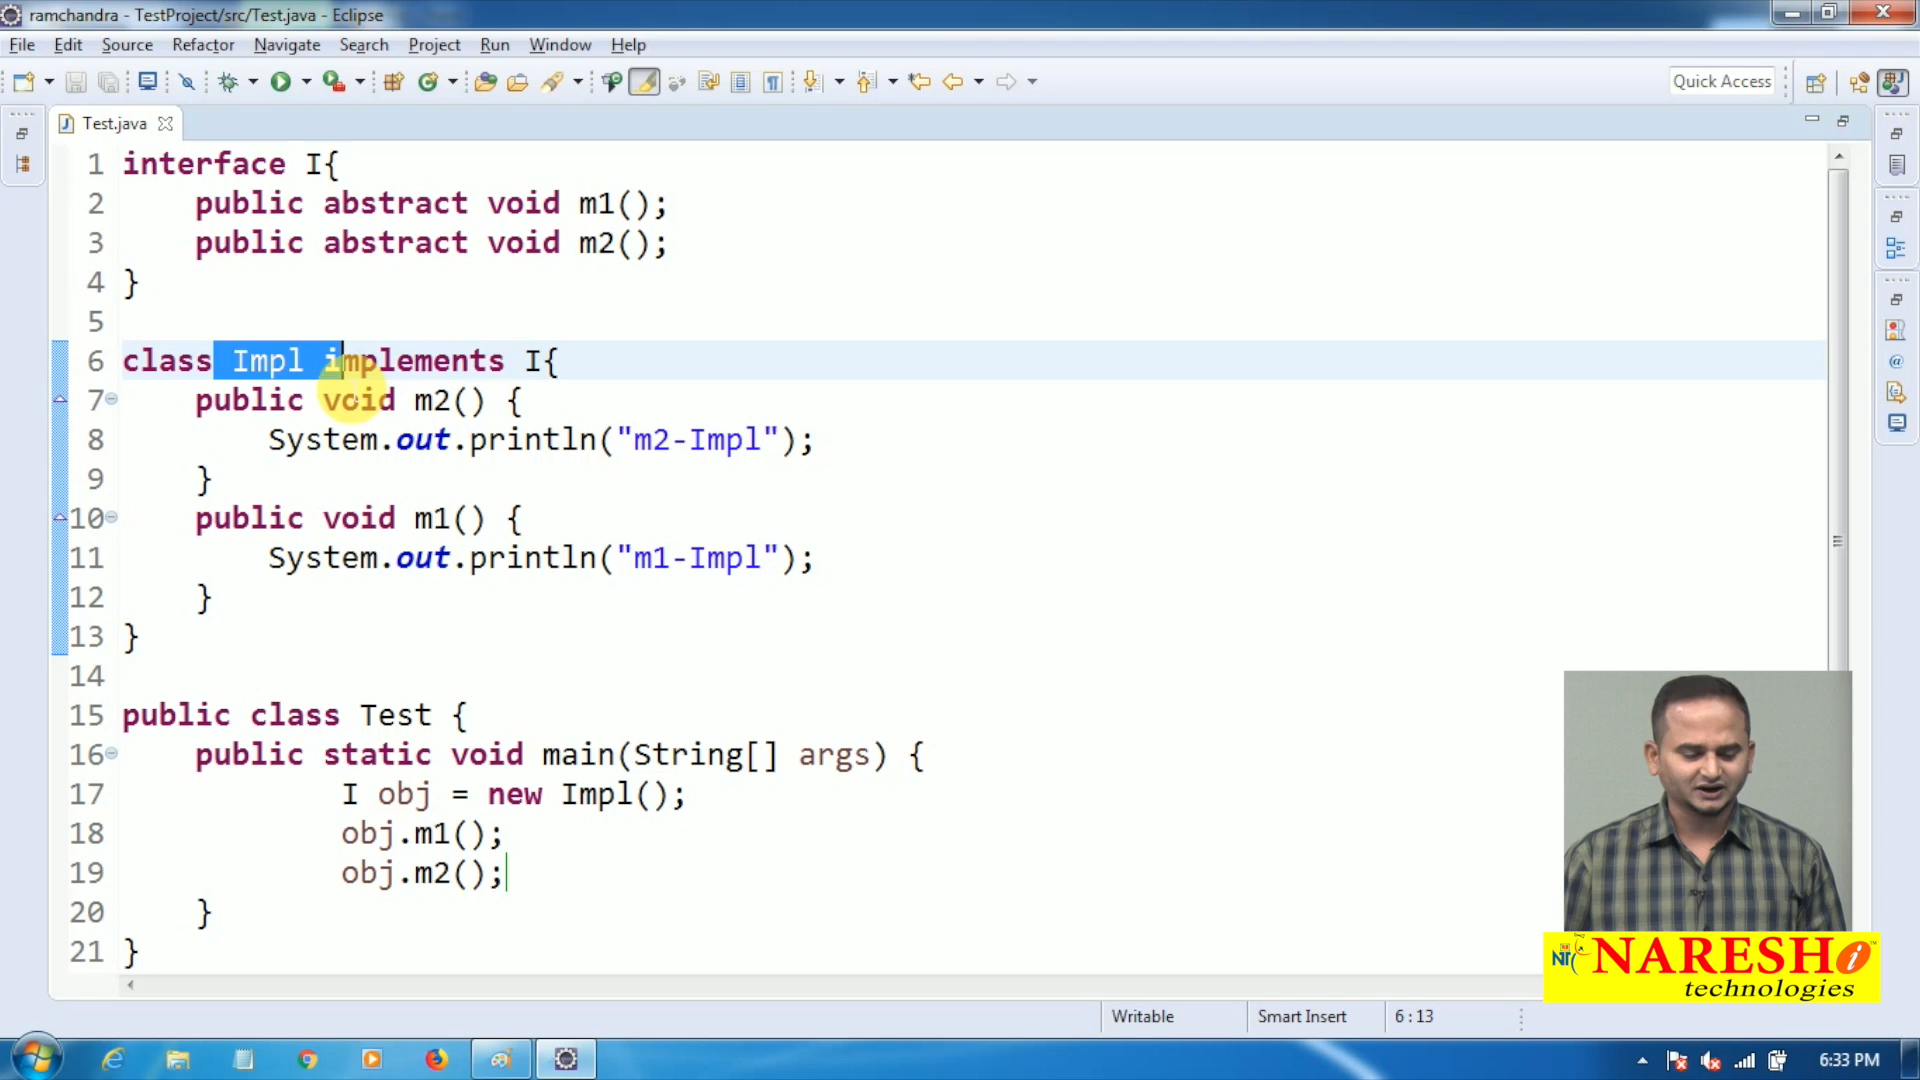 ramchandra - TestProject/src/Test.java - Eclipse
File Edit Source Refactor Navigate Search Project Run Window Help
Quick Access
Test.java
1 interface I{
2 public abstract void m1();
3 public abstract void m2();
4 }
5
6 class Impl implements I{
7 public void m2() {
8 System.out.println("m2-Impl");
9 }
10 public void m1() {
11 System.out.println("m1-Impl");
12 }
13 }
14
15 public class Test {
16 public static void main(String[] args) {
17 I obj = new Impl();
18 obj.m1();
19 obj.m2();
20 }
21 }
NTi NARESH i
technologies
Writable Smart Insert 6 : 13
6:33 PM